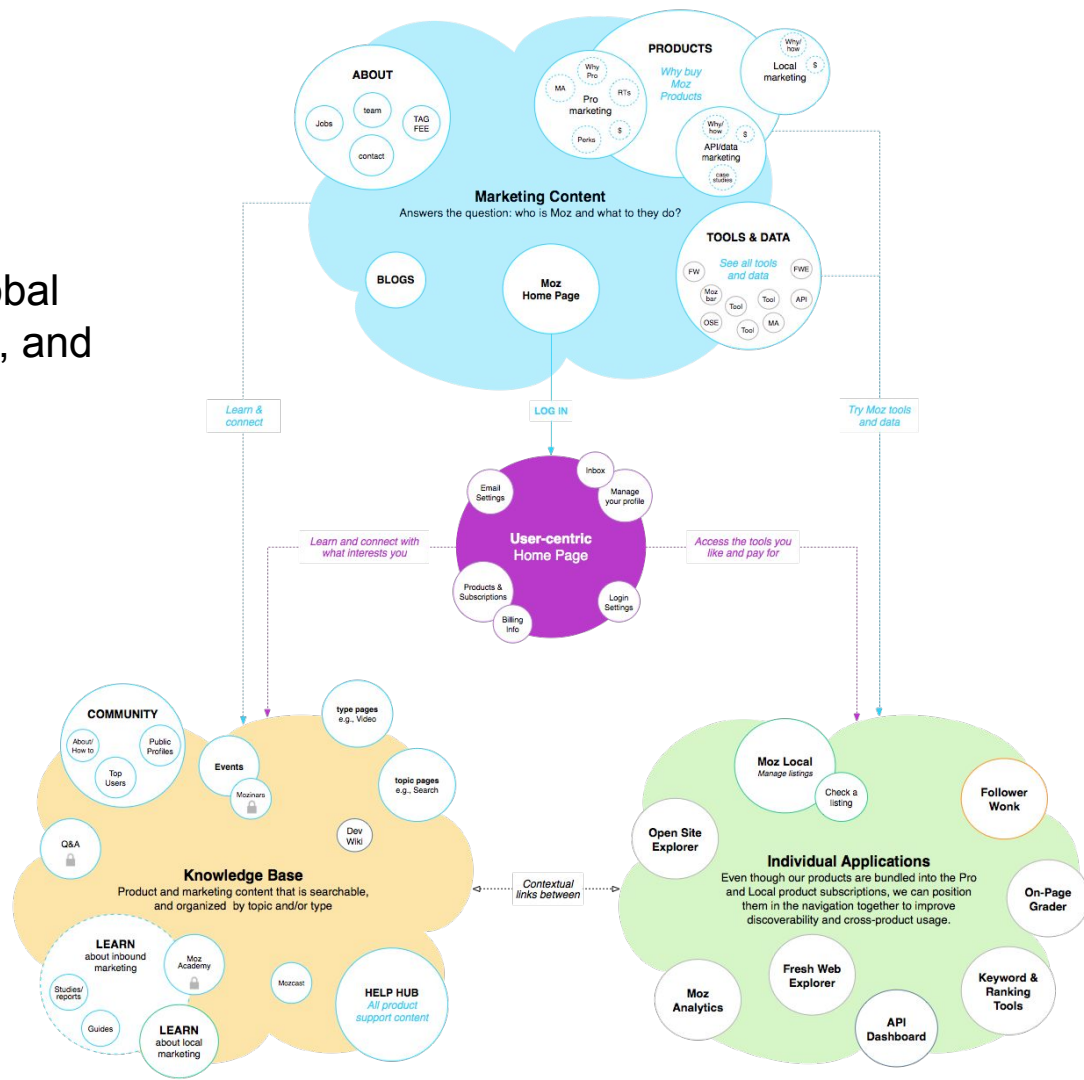 obal
, and
ABOUT
Jobs
team
TAG
FEE
contact
PRODUCTS
Why buy
Moz
Products
Why
Pro
MA
RTs
Pro
marketing
Perks
$
Why/
how
$
Local
marketing
Why/
how
$
API/data
marketing
case
studies
Marketing Content
Answers the question: who is Moz and what to they do?
BLOGS
Moz
Home Page
TOOLS & DATA
See all tools
and data
FW
FWE
Moz
bar
Tool
Tool
API
OSE
Tool
MA
Learn &
connect
LOG IN
Try Moz tools
and data
Email
Settings
Inbox
Manage
your profile
User-centric
Home Page
Products &
Subscriptions
Billing
Info
Login
Settings
Learn and connect with
what interests you
Access the tools you
like and pay for
COMMUNITY
About/
How to
Public
Profiles
Top
Users
Events
Mozinars
type pages
e.g., Video
topic pages
e.g., Search
Q&A
Dev
Wiki
Knowledge Base
Product and marketing content that is searchable,
and organized by topic and/or type
LEARN
about inbound
marketing
Moz
Academy
Studies/
reports
Guides
LEARN
about local
marketing
Mozcast
HELP HUB
All product
support content
Contextual
links between
Moz Local
Manage listings
Check a
listing
Follower
Wonk
Open Site
Explorer
Individual Applications
Even though our products are bundled into the Pro
and Local product subscriptions, we can position
them in the navigation together to improve
discoverability and cross-product usage.
On-Page
Grader
Moz
Analytics
Fresh Web
Explorer
API
Dashboard
Keyword &
Ranking
Tools